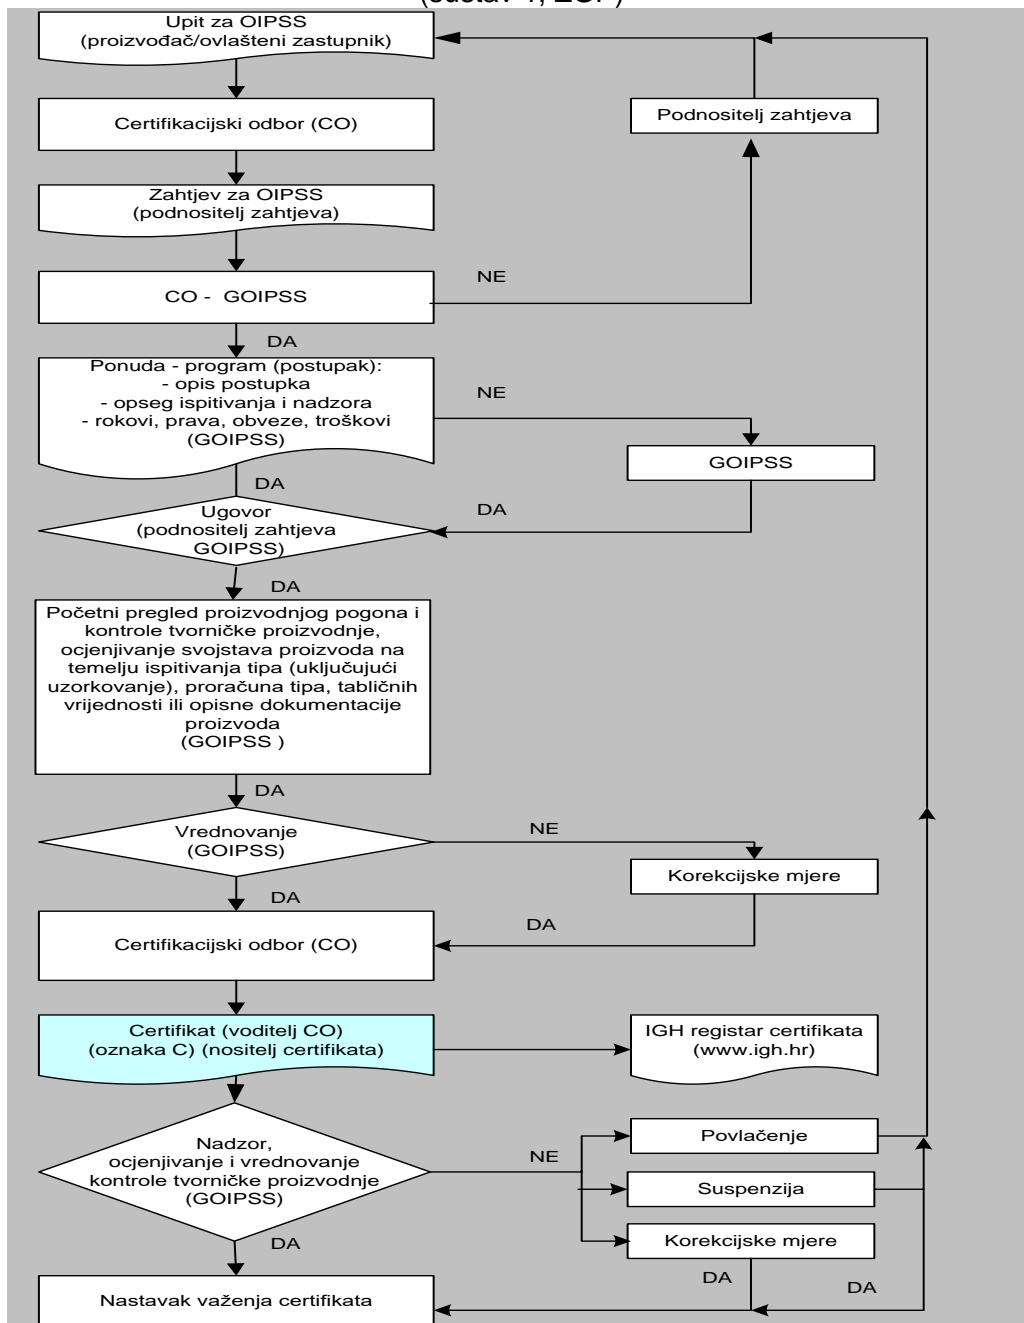 Upit za OIPSS
(proizvođač/ovlašteni zastupnik)
Certifikacijski odbor (CO)
Podnositelj zahtjeva
Zahtjev za OIPSS
(podnositelj zahtjeva)
NE
CO - GOIPSS
DA
Ponuda - program (postupak):
- opis postupka
- opseg ispitivanja i nadzora
- rokovi, prava, obveze, troškovi
(GOIPSS)
NE
GOIPSS
DA
DA
Ugovor
(podnositelj zahtjeva
GOIPSS)
DA
Početni pregled proizvodnjog pogona i
kontrole tvorničke proizvodnje,
ocjenjivanje svojstava proizvoda na
temelju ispitivanja tipa (uključujući
uzorkovanje), proračuna tipa, tabličnih
vrijednosti ili opisne dokumentacije
proizvoda
(GOIPSS )
DA
Vrednovanje
(GOIPSS)
NE
Korekcijske mjere
DA
DA
Certifikacijski odbor (CO)
Certifikat (voditelj CO)
(oznaka C) (nositelj certifikata)
IGH registar certifikata
(www.igh.hr)
Nadzor,
ocjenjivanje i vrednovanje
kontrole tvorničke proizvodnje
(GOIPSS)
NE
Povlačenje
Suspenzija
Korekcijske mjere
DA
DA
DA
Nastavak važenja certifikata